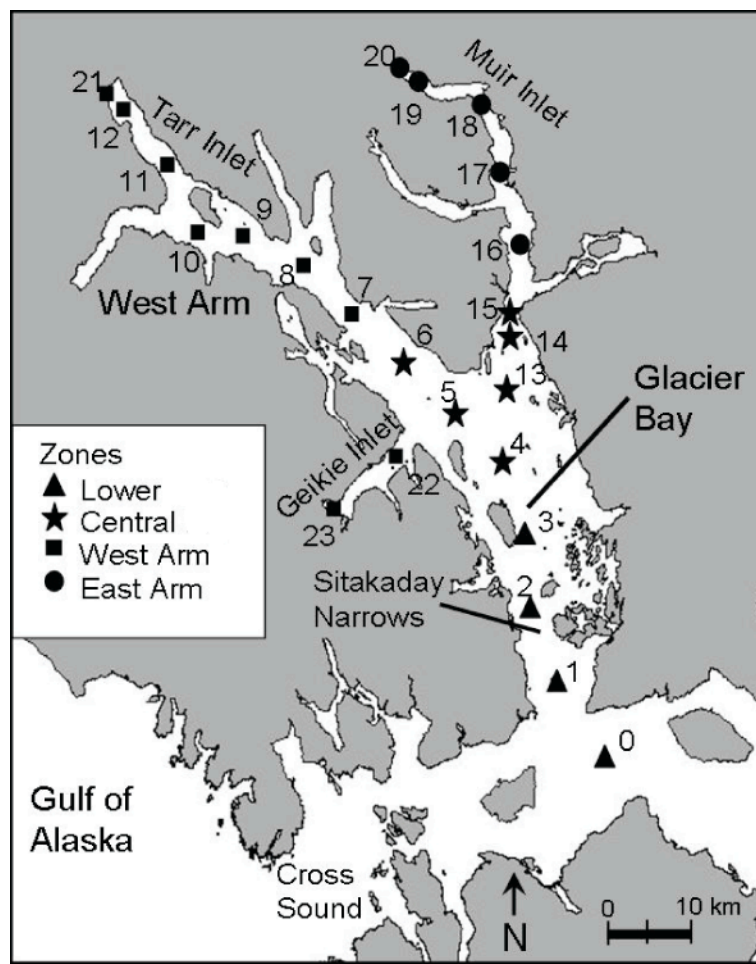 20
Muir Inlet
21
19
Tarr Inlet
18
12
11
17
9
16
10
8
West Arm
7
15
6
14
13
Glacier
Bay
5
4
Zones
Lower
Central
West Arm
East Arm
Geikie Inlet
22
23
3
Sitakaday
Narrows
2
1
0
Gulf of
Alaska
Cross
Sound
N
0 10 km